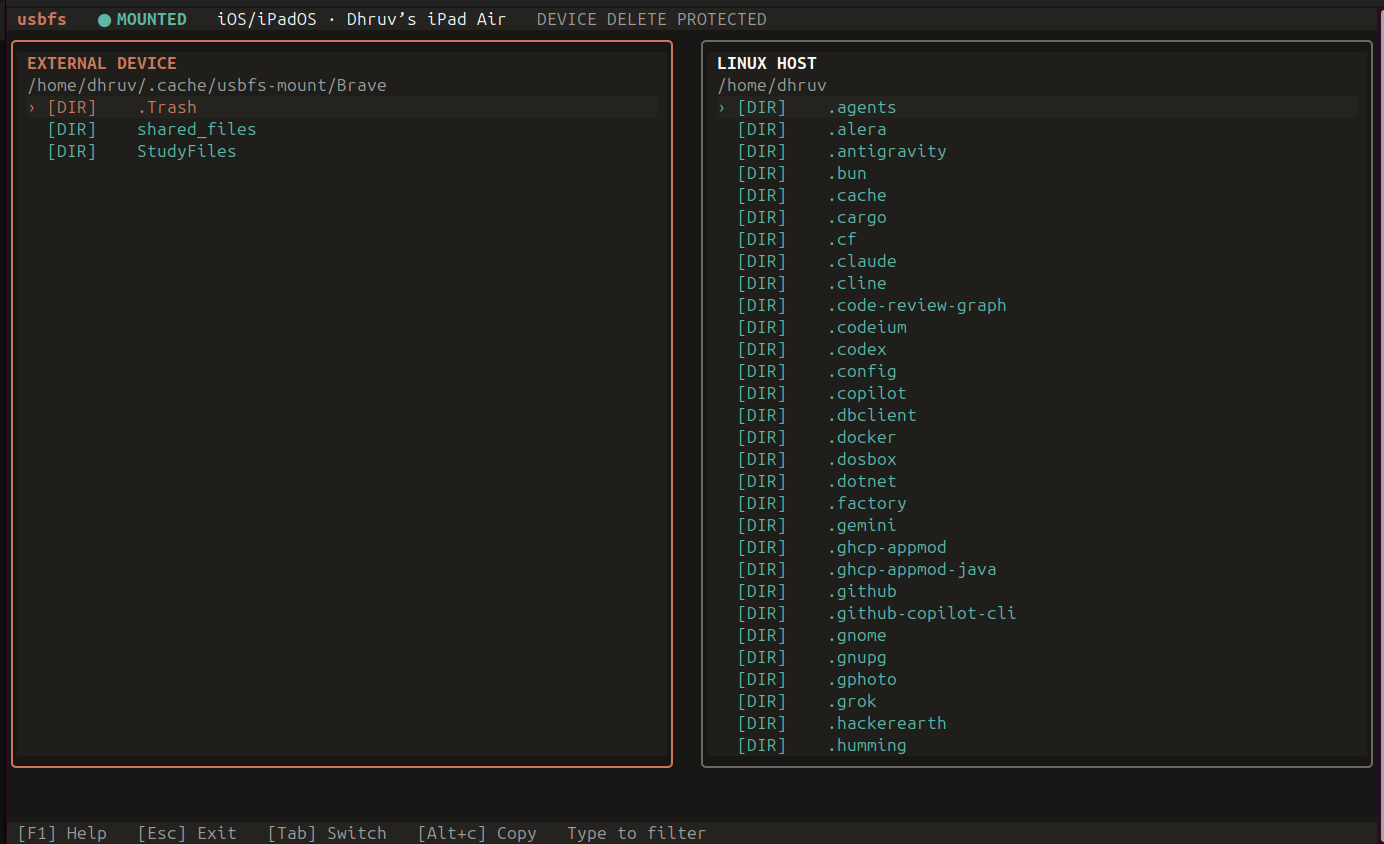 usbfs ● MOUNTED iOS/iPadOS · Dhruv’s iPad Air DEVICE DELETE PROTECTED
EXTERNAL DEVICE
/home/dhruv/.cache/usbfs-mount/Brave
› [DIR] .Trash
[DIR] shared_files
[DIR] StudyFiles
LINUX HOST
/home/dhruv
› [DIR] .agents
[DIR] .alera
[DIR] .antigravity
[DIR] .bun
[DIR] .cache
[DIR] .cargo
[DIR] .cf
[DIR] .claude
[DIR] .cline
[DIR] .code-review-graph
[DIR] .codeium
[DIR] .codex
[DIR] .config
[DIR] .copilot
[DIR] .dbclient
[DIR] .docker
[DIR] .dosbox
[DIR] .dotnet
[DIR] .factory
[DIR] .gemini
[DIR] .ghcp-appmod
[DIR] .ghcp-appmod-java
[DIR] .github
[DIR] .github-copilot-cli
[DIR] .gnome
[DIR] .gnupg
[DIR] .gphoto
[DIR] .grok
[DIR] .hackerearth
[DIR] .humming
[F1] Help [Esc] Exit [Tab] Switch [Alt+c] Copy Type to filter